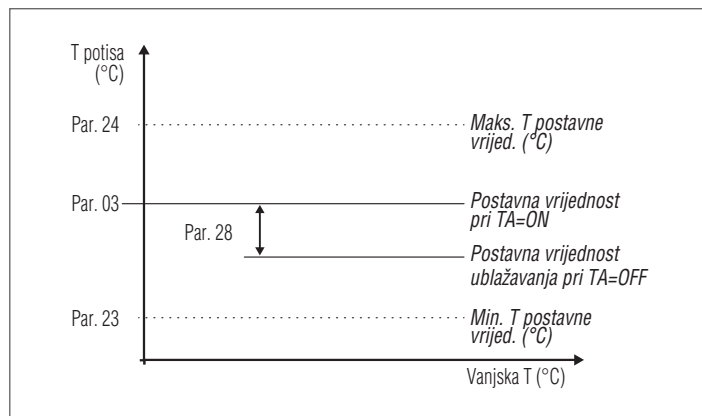 T potisa
(°C)
Par. 24
Maks. T postavne
vrijed. (°C)
Par. 03
Postavna vrijednost
pri TA=ON
Par. 28
Postavna vrijednost
ublažavanja pri TA=OFF
Par. 23
Min. T postavne
vrijed. (°C)
Vanjska T (°C)